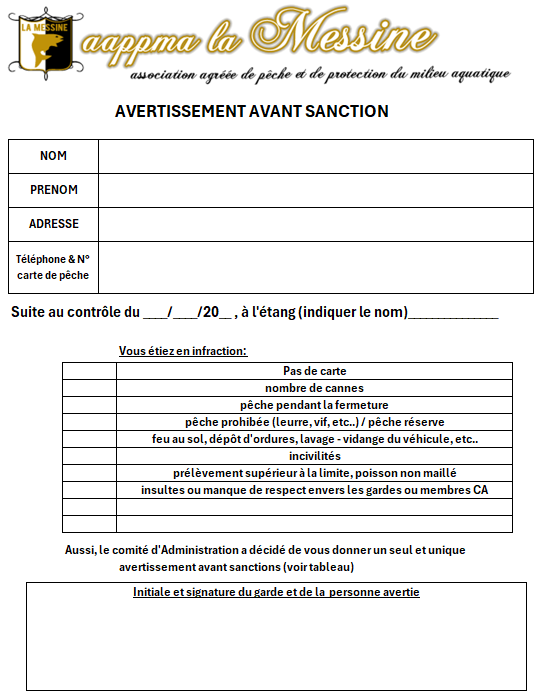 LA MESSINE
aappma la Messine
association agréée de pêche et de protection du milieu aquatique
AVERTISSEMENT AVANT SANCTION
NOM
PRENOM
ADRESSE
Téléphone & N°
carte de pêche
Suite au contrôle du ___/___/20__ , à l'étang (indiquer le nom)______________
Vous étiez en infraction:
Pas de carte
nombre de cannes
pêche pendant la fermeture
pêche prohibée (leurre, vif, etc..) / pêche réserve
feu au sol, dépôt d'ordures, lavage - vidange du véhicule, etc..
incivilités
prélèvement supérieur à la limite, poisson non maillé
insultes ou manque de respect envers les gardes ou membres CA
Aussi, le comité d'Administration a décidé de vous donner un seul et unique
avertissement avant sanctions (voir tableau)
Initiale et signature du garde et de la personne avertie